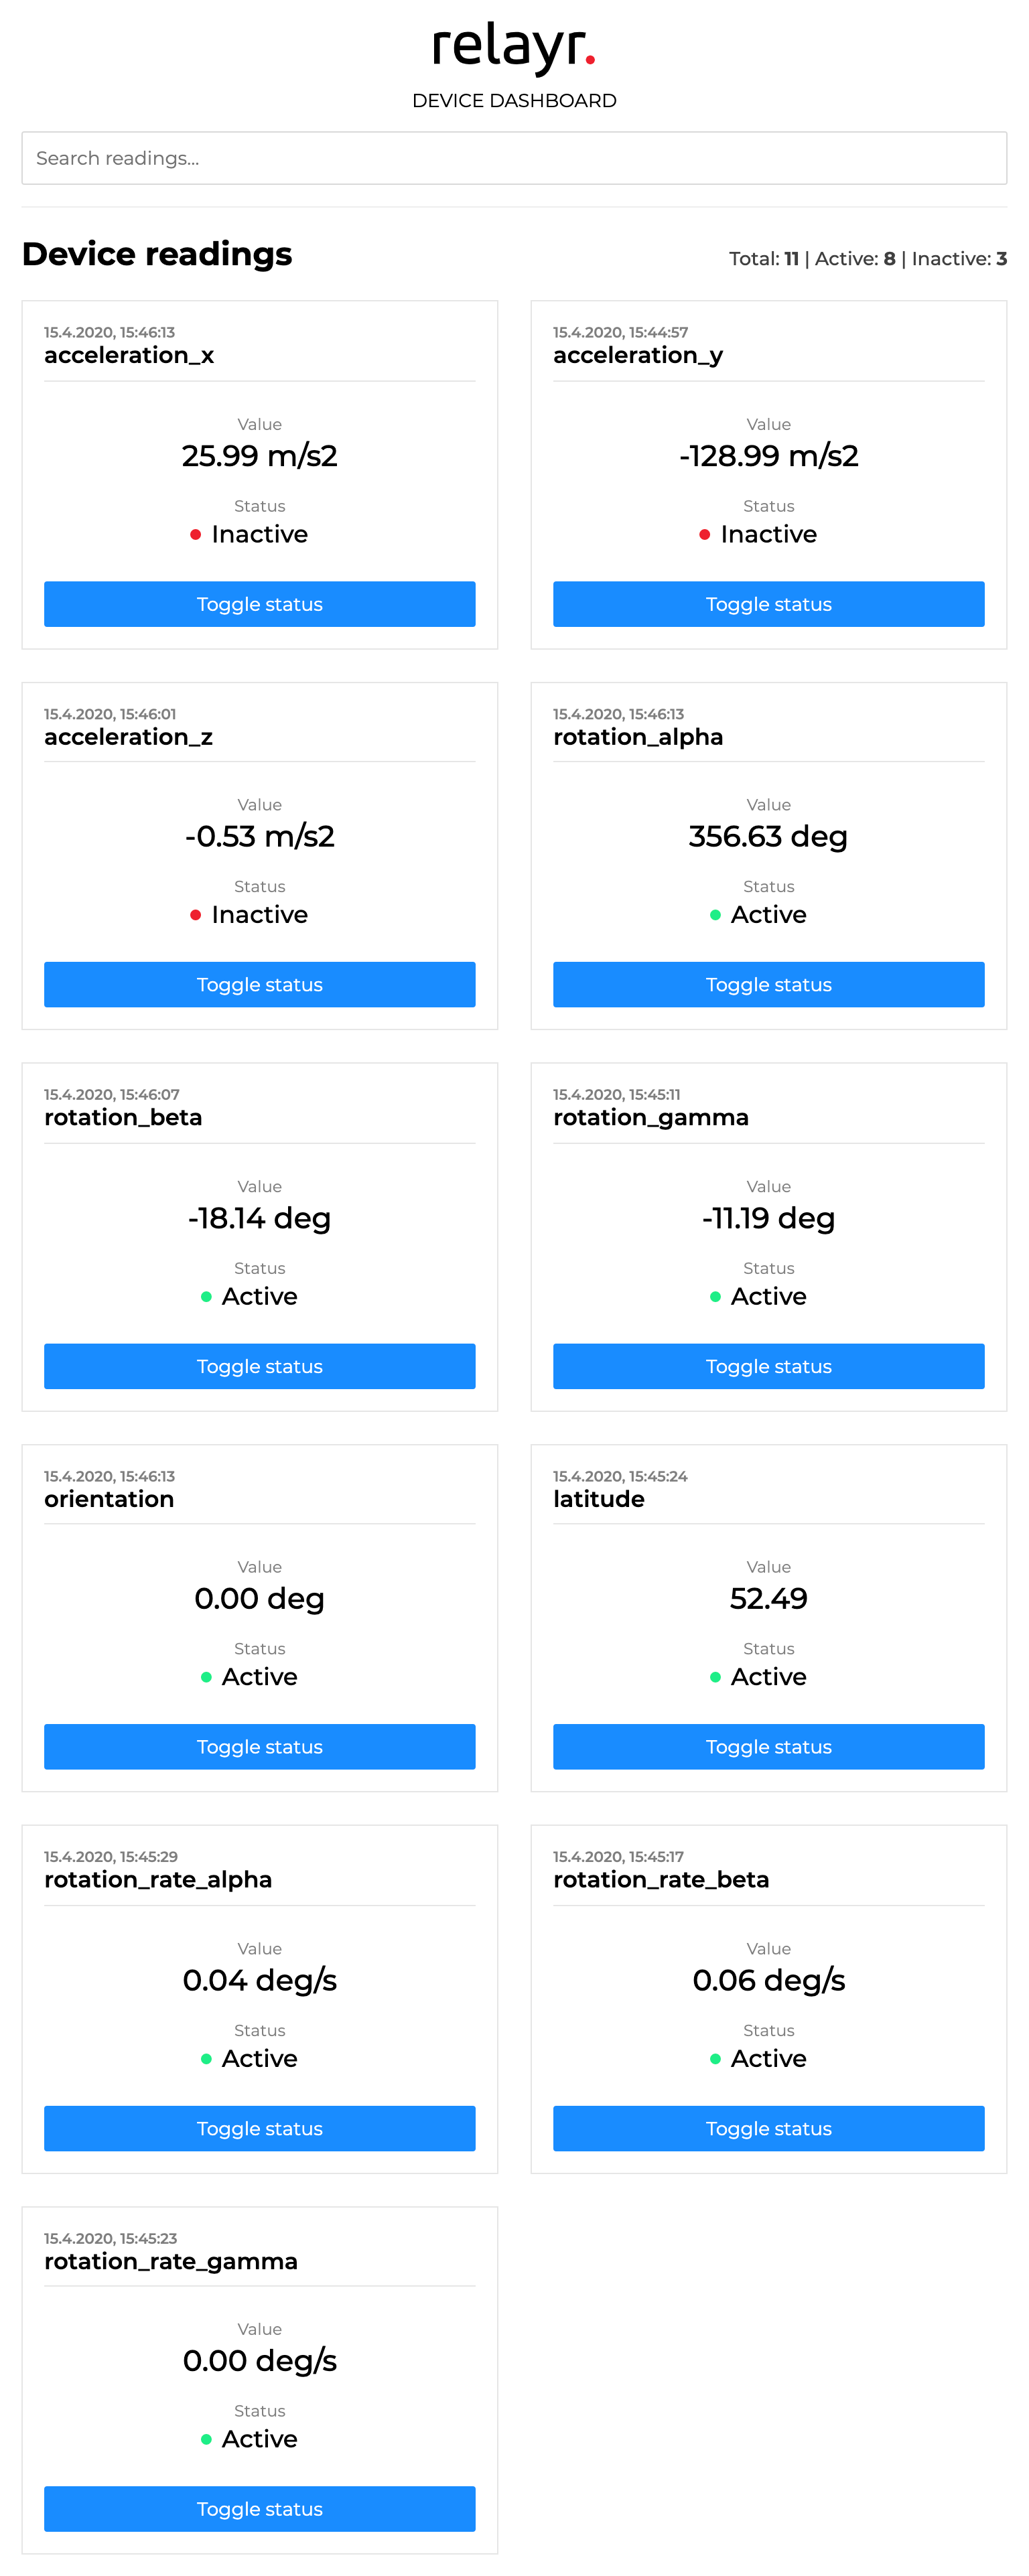 relayr.
DEVICE DASHBOARD
Search readings...
Device readings
Total: 11 | Active: 8 | Inactive: 3
15.4.2020, 15:46:13
acceleration_x
Value
25.99 m/s2
Status
Inactive
Toggle status
15.4.2020, 15:44:57
acceleration_y
Value
-128.99 m/s2
Status
Inactive
Toggle status
15.4.2020, 15:46:01
acceleration_z
Value
-0.53 m/s2
Status
Inactive
Toggle status
15.4.2020, 15:46:13
rotation_alpha
Value
356.63 deg
Status
Active
Toggle status
15.4.2020, 15:46:07
rotation_beta
Value
-18.14 deg
Status
Active
Toggle status
15.4.2020, 15:45:11
rotation_gamma
Value
-11.19 deg
Status
Active
Toggle status
15.4.2020, 15:46:13
orientation
Value
0.00 deg
Status
Active
Toggle status
15.4.2020, 15:45:24
latitude
Value
52.49
Status
Active
Toggle status
15.4.2020, 15:45:29
rotation_rate_alpha
Value
0.04 deg/s
Status
Active
Toggle status
15.4.2020, 15:45:17
rotation_rate_beta
Value
0.06 deg/s
Status
Active
Toggle status
15.4.2020, 15:45:23
rotation_rate_gamma
Value
0.00 deg/s
Status
Active
Toggle status